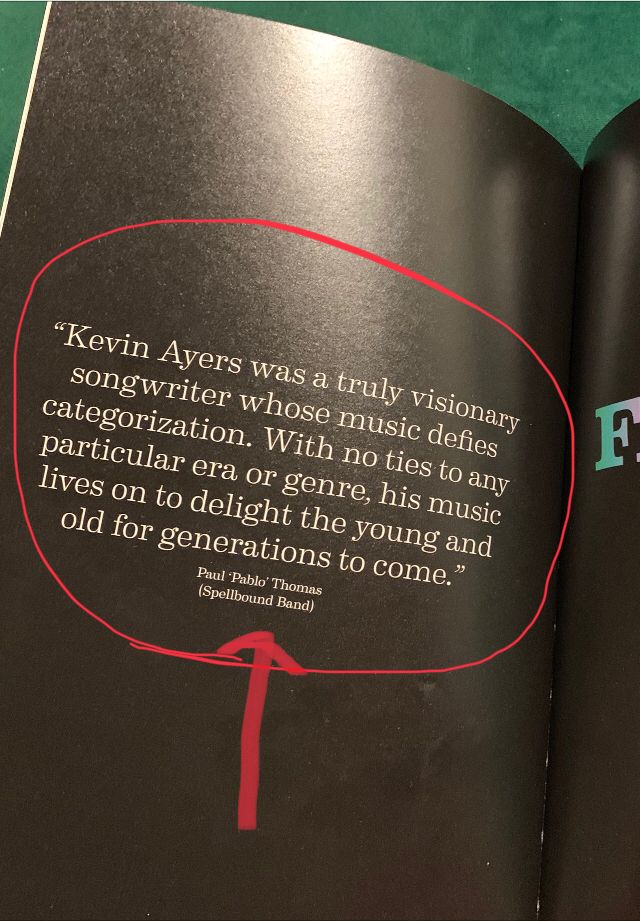 “Kevin Ayers was a truly visionary
songwriter whose music defies
categorization. With no ties to any
particular era or genre, his music
lives on to delight the young and
old for generations to come.”
Paul ‘Pablo’ Thomas
(Spellbound Band)